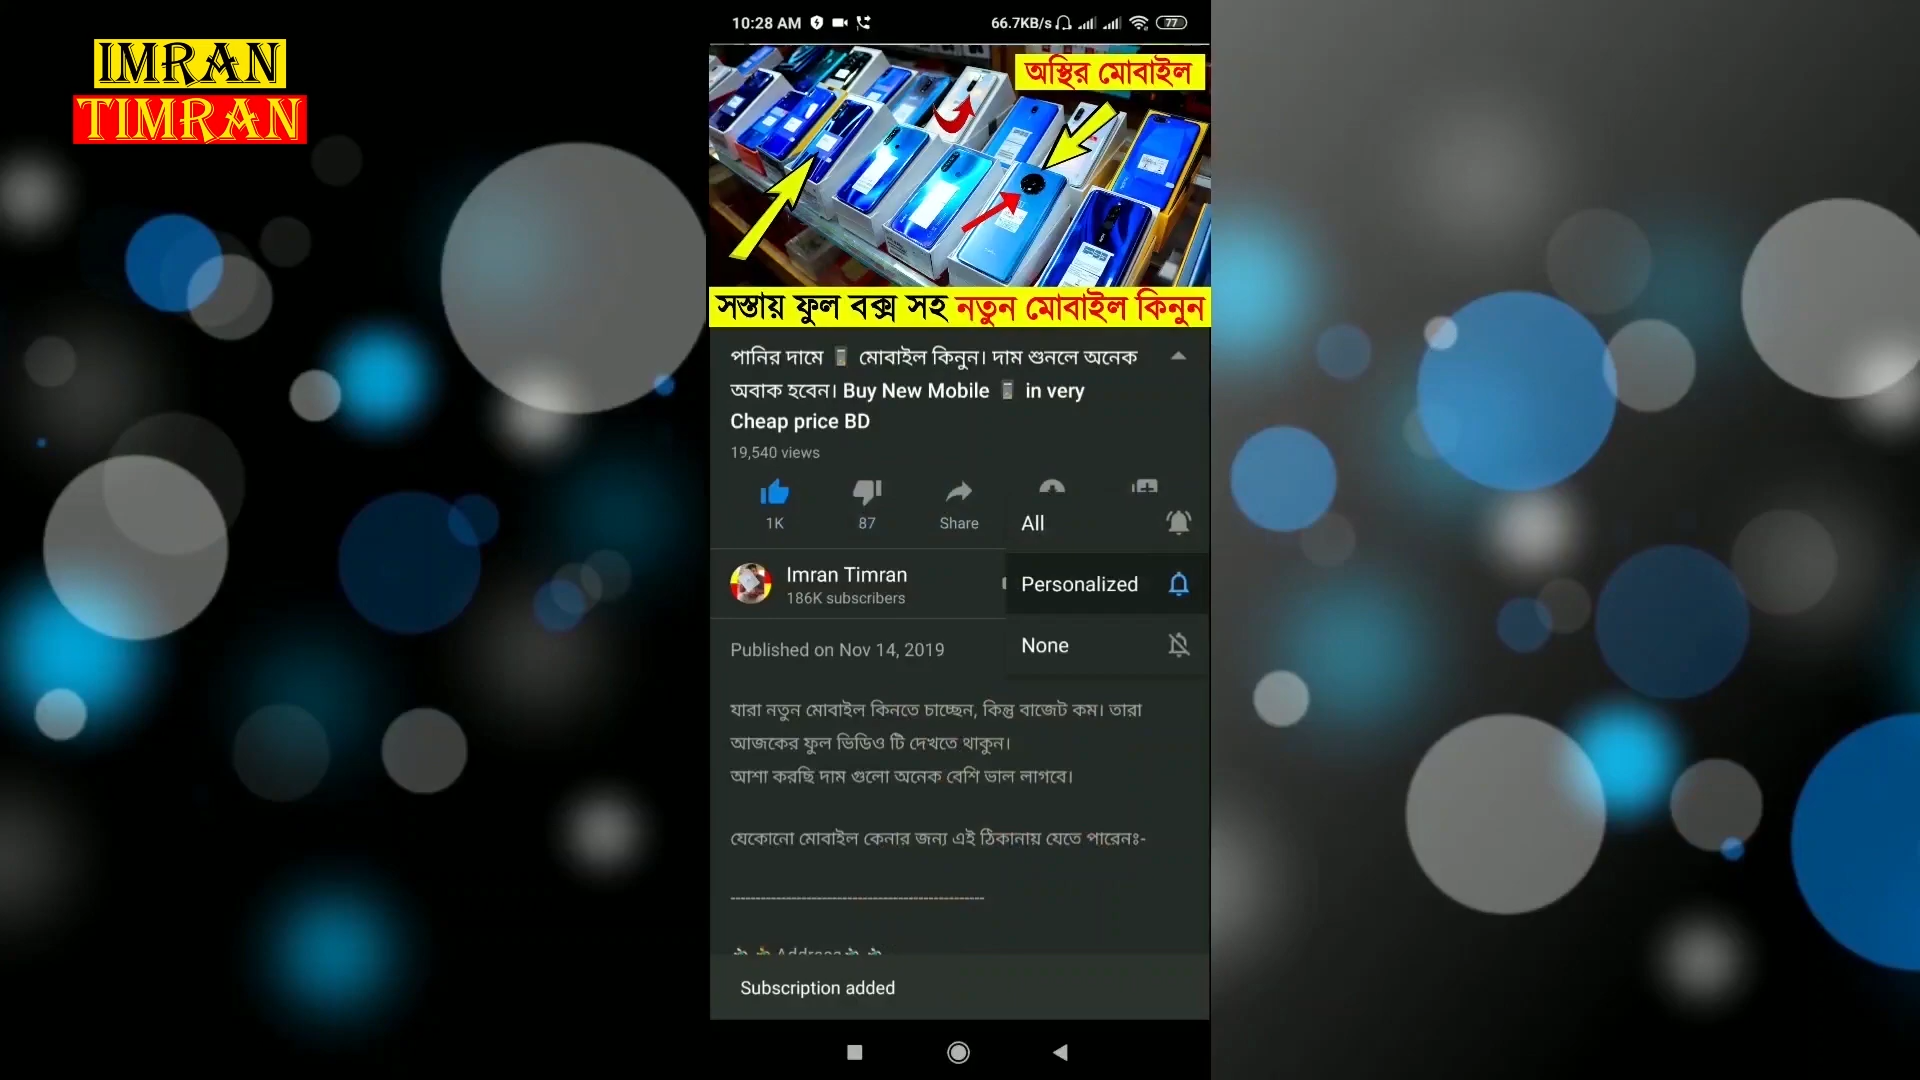 IMRAN
TIMRAN
10:28 AM
66.7KB/s
77
অস্থির মোবাইল
সস্তায় ফুল বক্স সহ নতুন মোবাইল কিনুন
পানির দামে মোবাইল কিনুন। দাম শুনলে অনেক
অবাক হবেন। Buy New Mobile in very
Cheap price BD
19,540 views
1K
87
Share
All
Imran Timran
186K subscribers
Personalized
None
Published on Nov 14, 2019
যারা নতুন মোবাইল কিনতে চাচ্ছেন, কিন্তু বাজেট কম। তারা
আজকের ফুল ভিডিও টি দেখতে থাকুন।
আশা করছি দাম গুলো অনেক বেশি ভাল লাগবে।
যেকোনো মোবাইল কেনার জন্য এই ঠিকানায় যেতে পারেনঃ-
--------------------------------------------------
Address
Subscription added